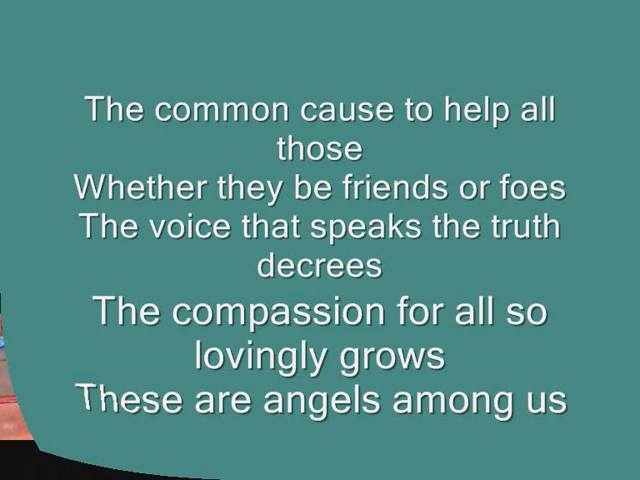 The common cause to help all
those
Whether they be friends or foes
The voice that speaks the truth
decrees
The compassion for all so
lovingly grows
These are angels among us